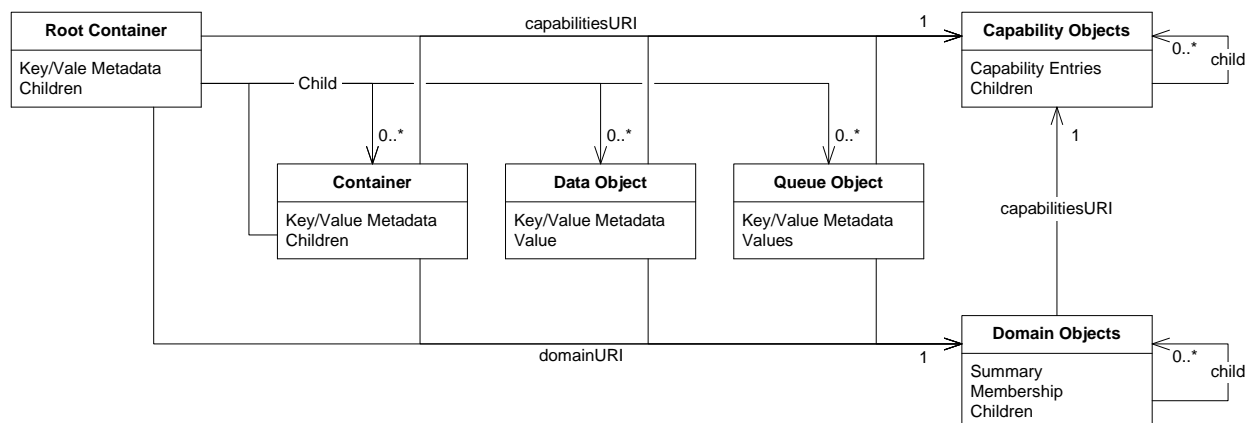 Root Container
Key/Vale Metadata
Children
capabilitiesURI
1
Capability Objects
Capability Entries
Children
0..*
child
Child
0..*
0..*
0..*
Container
Key/Value Metadata
Children
Data Object
Key/Value Metadata
Value
Queue Object
Key/Value Metadata
Values
1
capabilitiesURI
domainURI
1
Domain Objects
Summary
Membership
Children
0..*
child